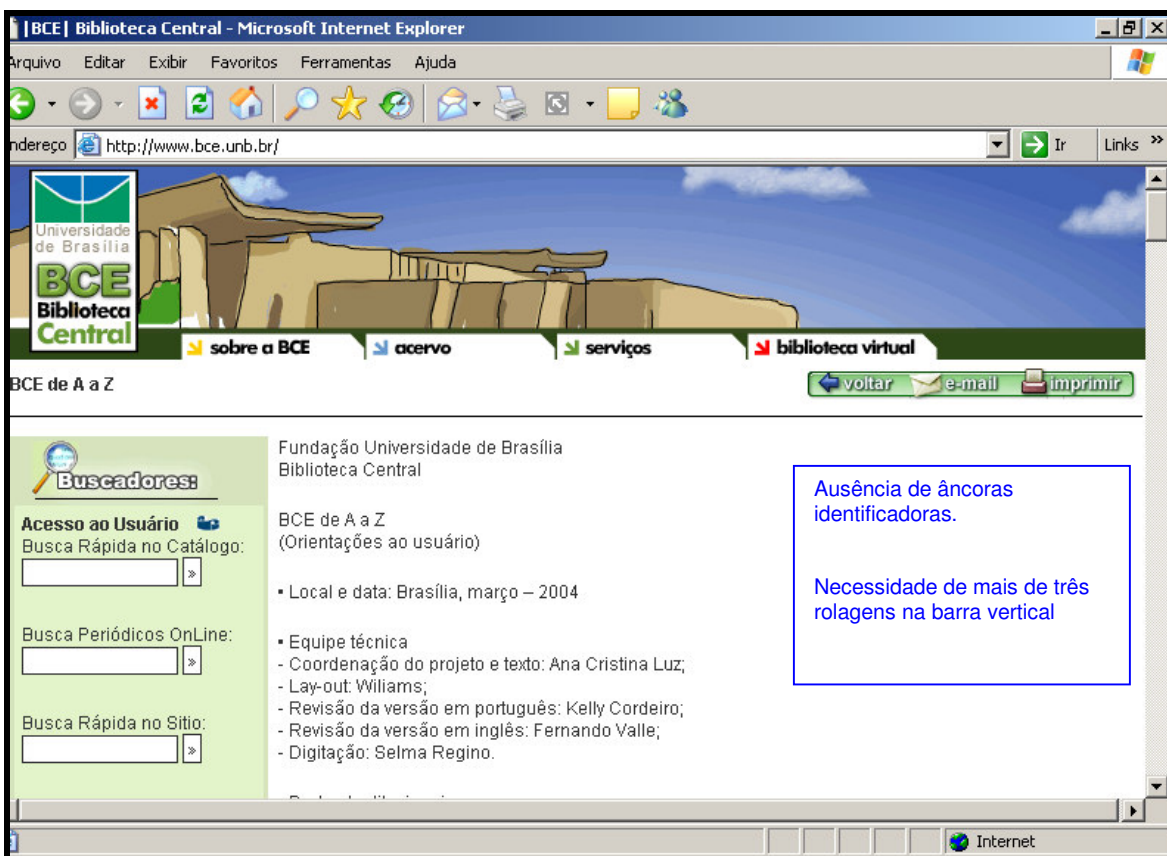 |BCE| Biblioteca Central - Microsoft Internet Explorer
Arquivo Editar Exibir Favoritos Ferramentas Ajuda
ndereço http://www.bce.unb.br/ Ir Links »
Universidade
de Brasília
BCE
Biblioteca
Central
sobre a BCE acervo serviços biblioteca virtual
BCE de A a Z
voltar e-mail imprimir
Buscadores:
Acesso ao Usuário
Busca Rápida no Catálogo:
»
Busca Periódicos OnLine:
»
Busca Rápida no Sitio:
»
Fundação Universidade de Brasília
Biblioteca Central
BCE de A a Z
(Orientações ao usuário)
▪ Local e data: Brasília, março – 2004
▪ Equipe técnica
- Coordenação do projeto e texto: Ana Cristina Luz;
- Lay-out: Wiliams;
- Revisão da versão em português: Kelly Cordeiro;
- Revisão da versão em inglês: Fernando Valle;
- Digitação: Selma Regino.
Ausência de âncoras
identificadoras.
Necessidade de mais de três
rolagens na barra vertical
Internet